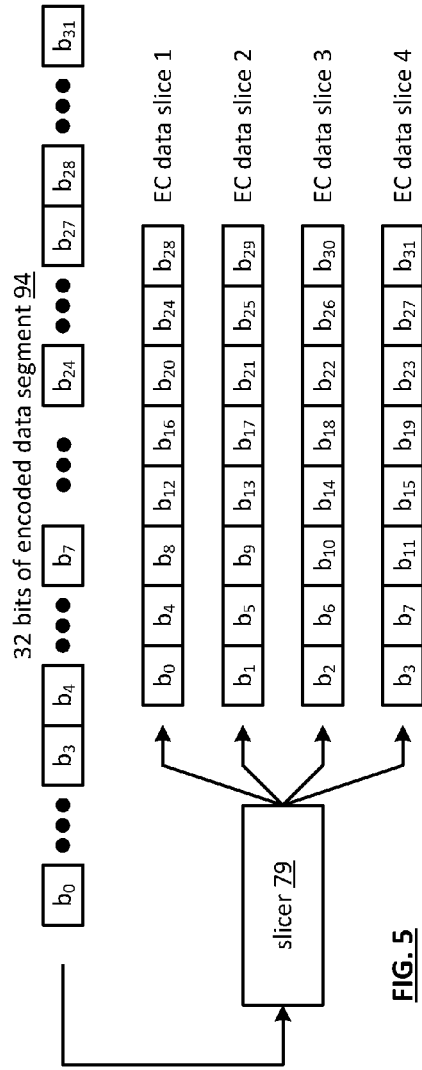 32 bits of encoded data segment 94
b0 ●●● b3 b4 ●●● b7 ●●● b24 ●●● b27 b28 ●●● b31
b0 b4 b8 b12 b16 b20 b24 b28 EC data slice 1
b1 b5 b9 b13 b17 b21 b25 b29 EC data slice 2
slicer 79
b2 b6 b10 b14 b18 b22 b26 b30 EC data slice 3
b3 b7 b11 b15 b19 b23 b27 b31 EC data slice 4
FIG. 5